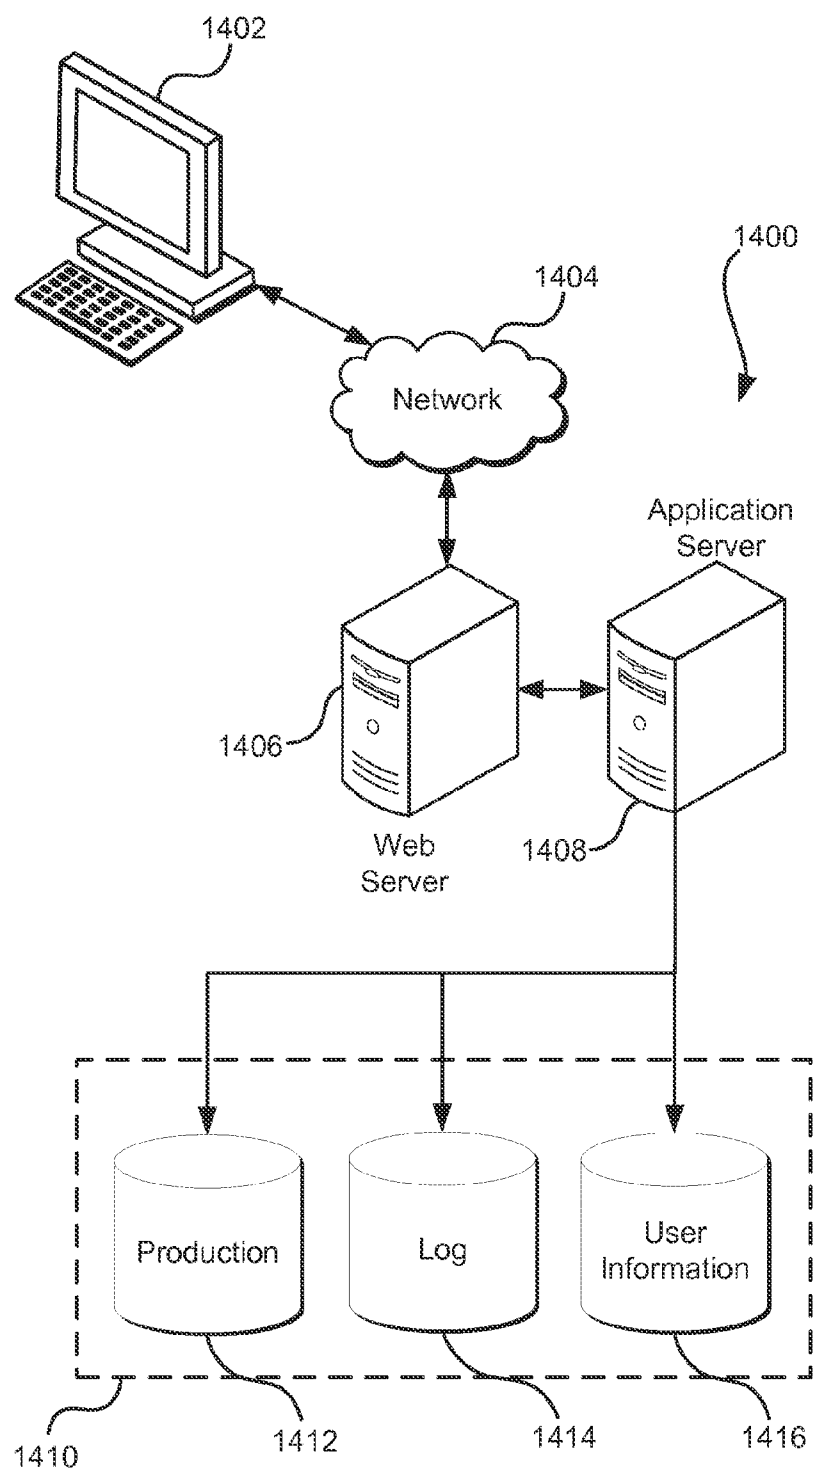 1402
1400
1404
Network
Application
Server
1406
Web
Server
1408
Production
Log
User
Information
1410
1412
1414
1416